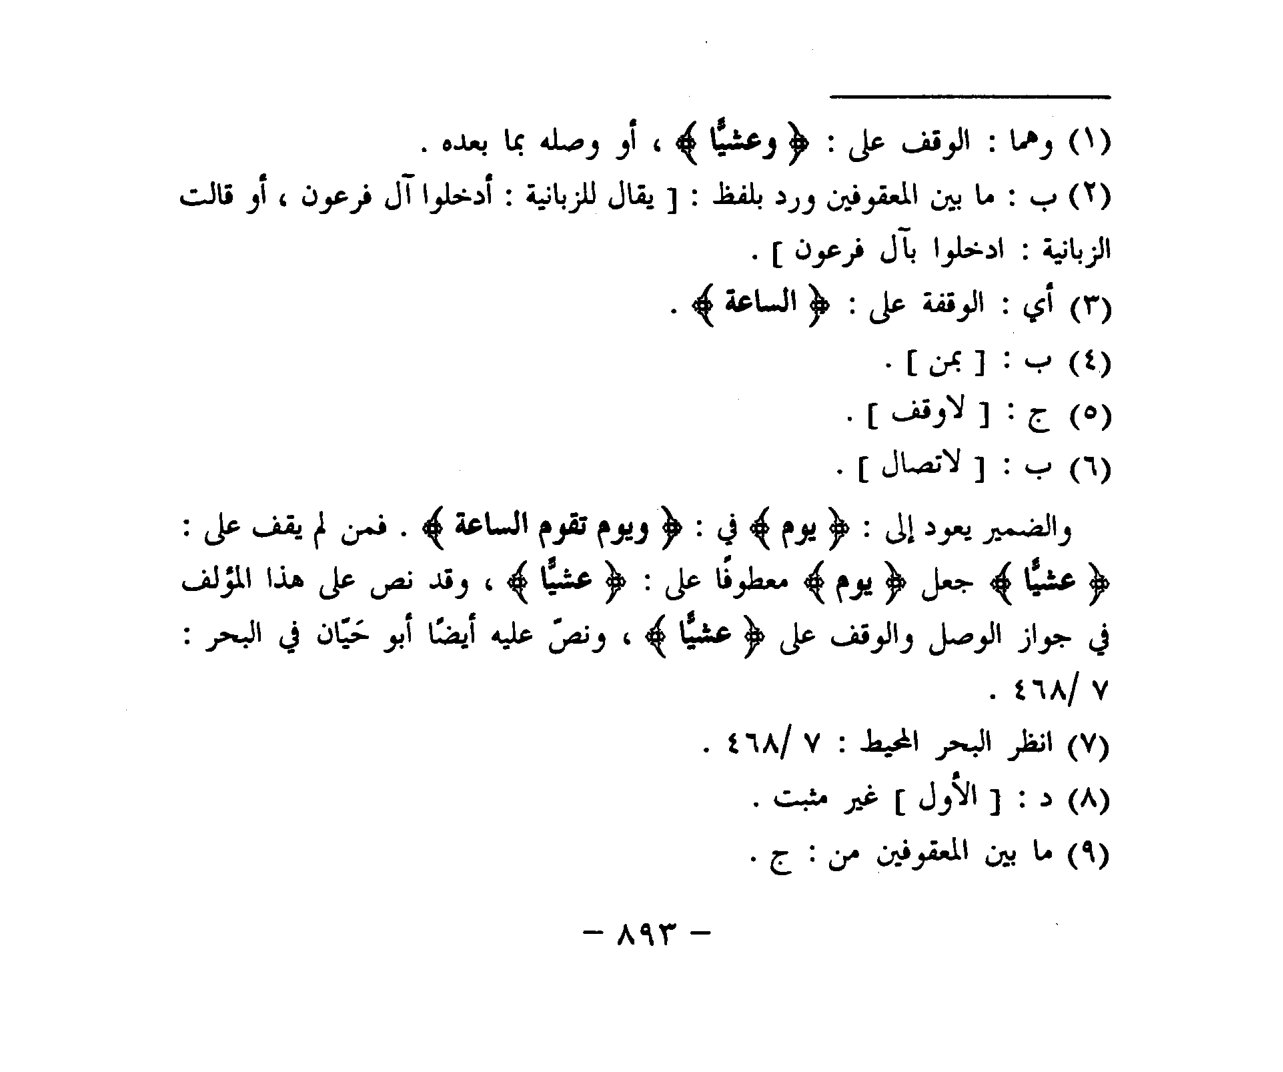 (١) وهما : الوقف على : ﴿ وعشيًّا ﴾ ، أو وصله بما بعده .
(٢) ب : ما بين المعقوفين ورد بلفظ : [ يقال للزبانية : أدخلوا آل فرعون ، أو قالت
الزبانية : ادخلوا بآل فرعون ] .
(٣) أي : الوقفة على : ﴿ الساعة ﴾ .
(٤) ب : [ بمن ] .
(٥) ج : [ لاوقف ] .
(٦) ب : [ لاتصال ] .
والضمير يعود إلى : ﴿ يوم ﴾ في : ﴿ ويوم تقوم الساعة ﴾ . فمن لم يقف على :
﴿ عشيًّا ﴾ جعل ﴿ يوم ﴾ معطوفًا على : ﴿ عشيًّا ﴾ ، وقد نص على هذا المؤلف
في جواز الوصل والوقف على ﴿ عشيًّا ﴾ ، ونصّ عليه أيضًا أبو حَيّان في البحر :
٧ /٤٦٨ .
(٧) انظر البحر المحيط : ٧ /٤٦٨ .
(٨) د : [ الأول ] غير مثبت .
(٩) ما بين المعقوفين من : ج .
– ٨٩٣ –